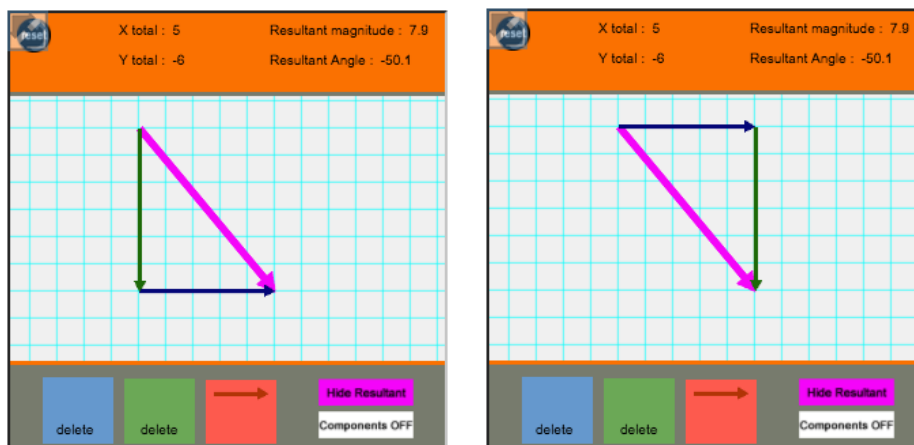 reset
X total : 5 Resultant magnitude : 7.9
Y total : -6 Resultant Angle : -50.1
delete
delete
Hide Resultant
Components OFF
reset
X total : 5 Resultant magnitude : 7.9
Y total : -6 Resultant Angle : -50.1
delete
delete
Hide Resultant
Components OFF